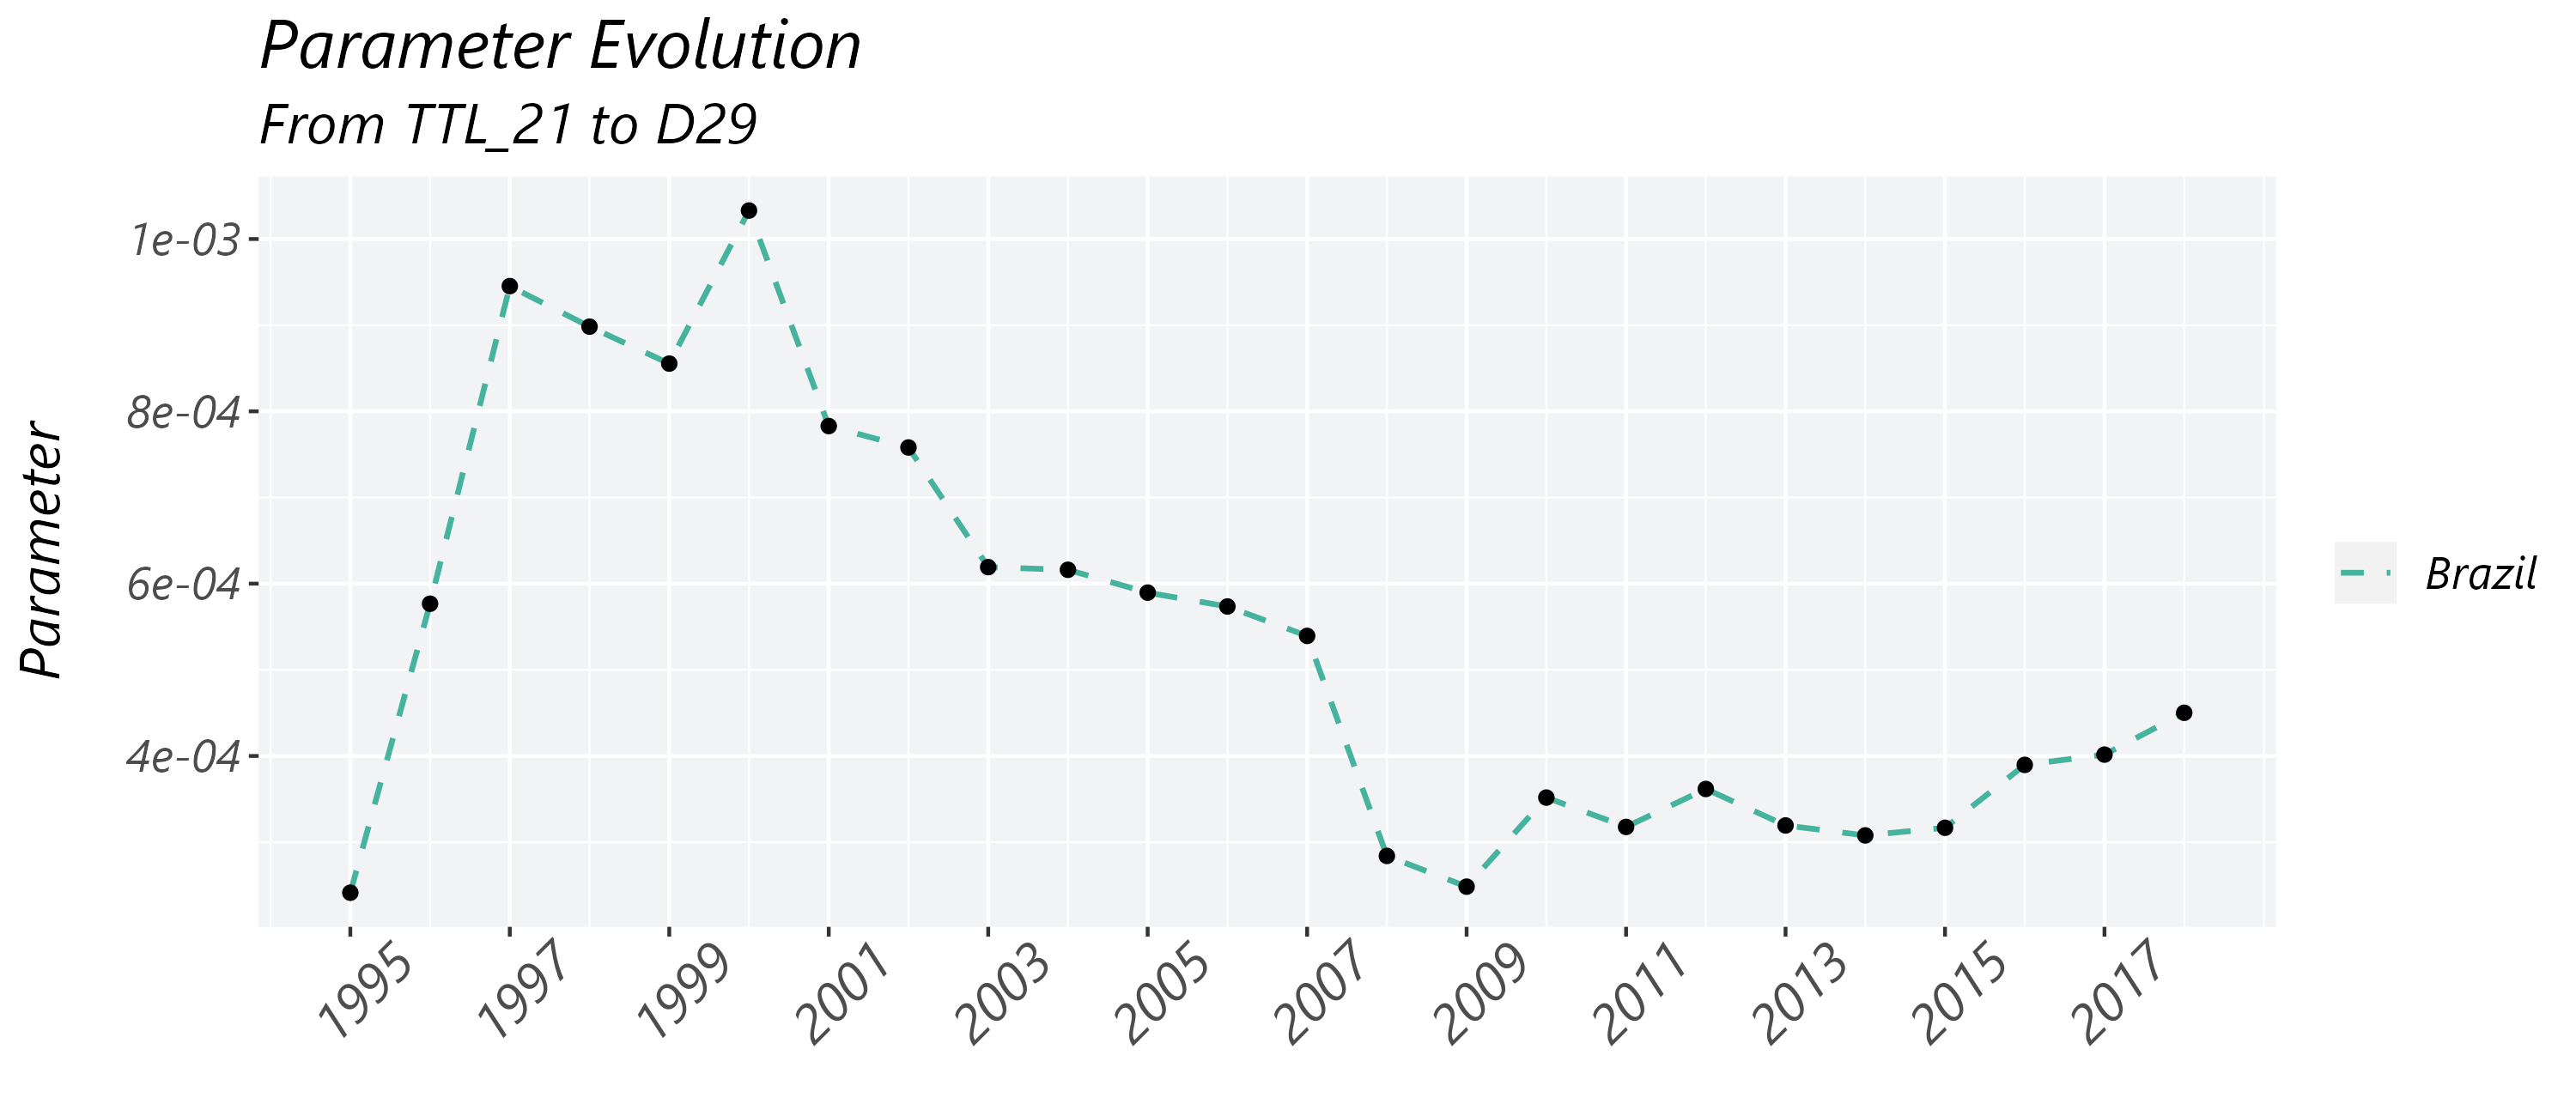 Parameter Evolution
From TTL_21 to D29
Parameter
1e-03
8e-04
6e-04
4e-04
1995
1997
1999
2001
2003
2005
2007
2009
2011
2013
2015
2017
Brazil